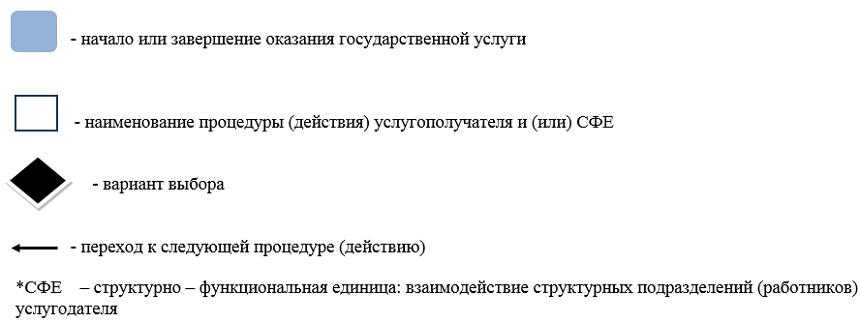 - начало или завершение оказания государственной услуги
- наименование процедуры (действия) услугополучателя и (или) СФЕ
- вариант выбора
- переход к следующей процедуре (действию)
*СФЕ – структурно – функциональная единица: взаимодействие структурных подразделений (работников)
услугодателя